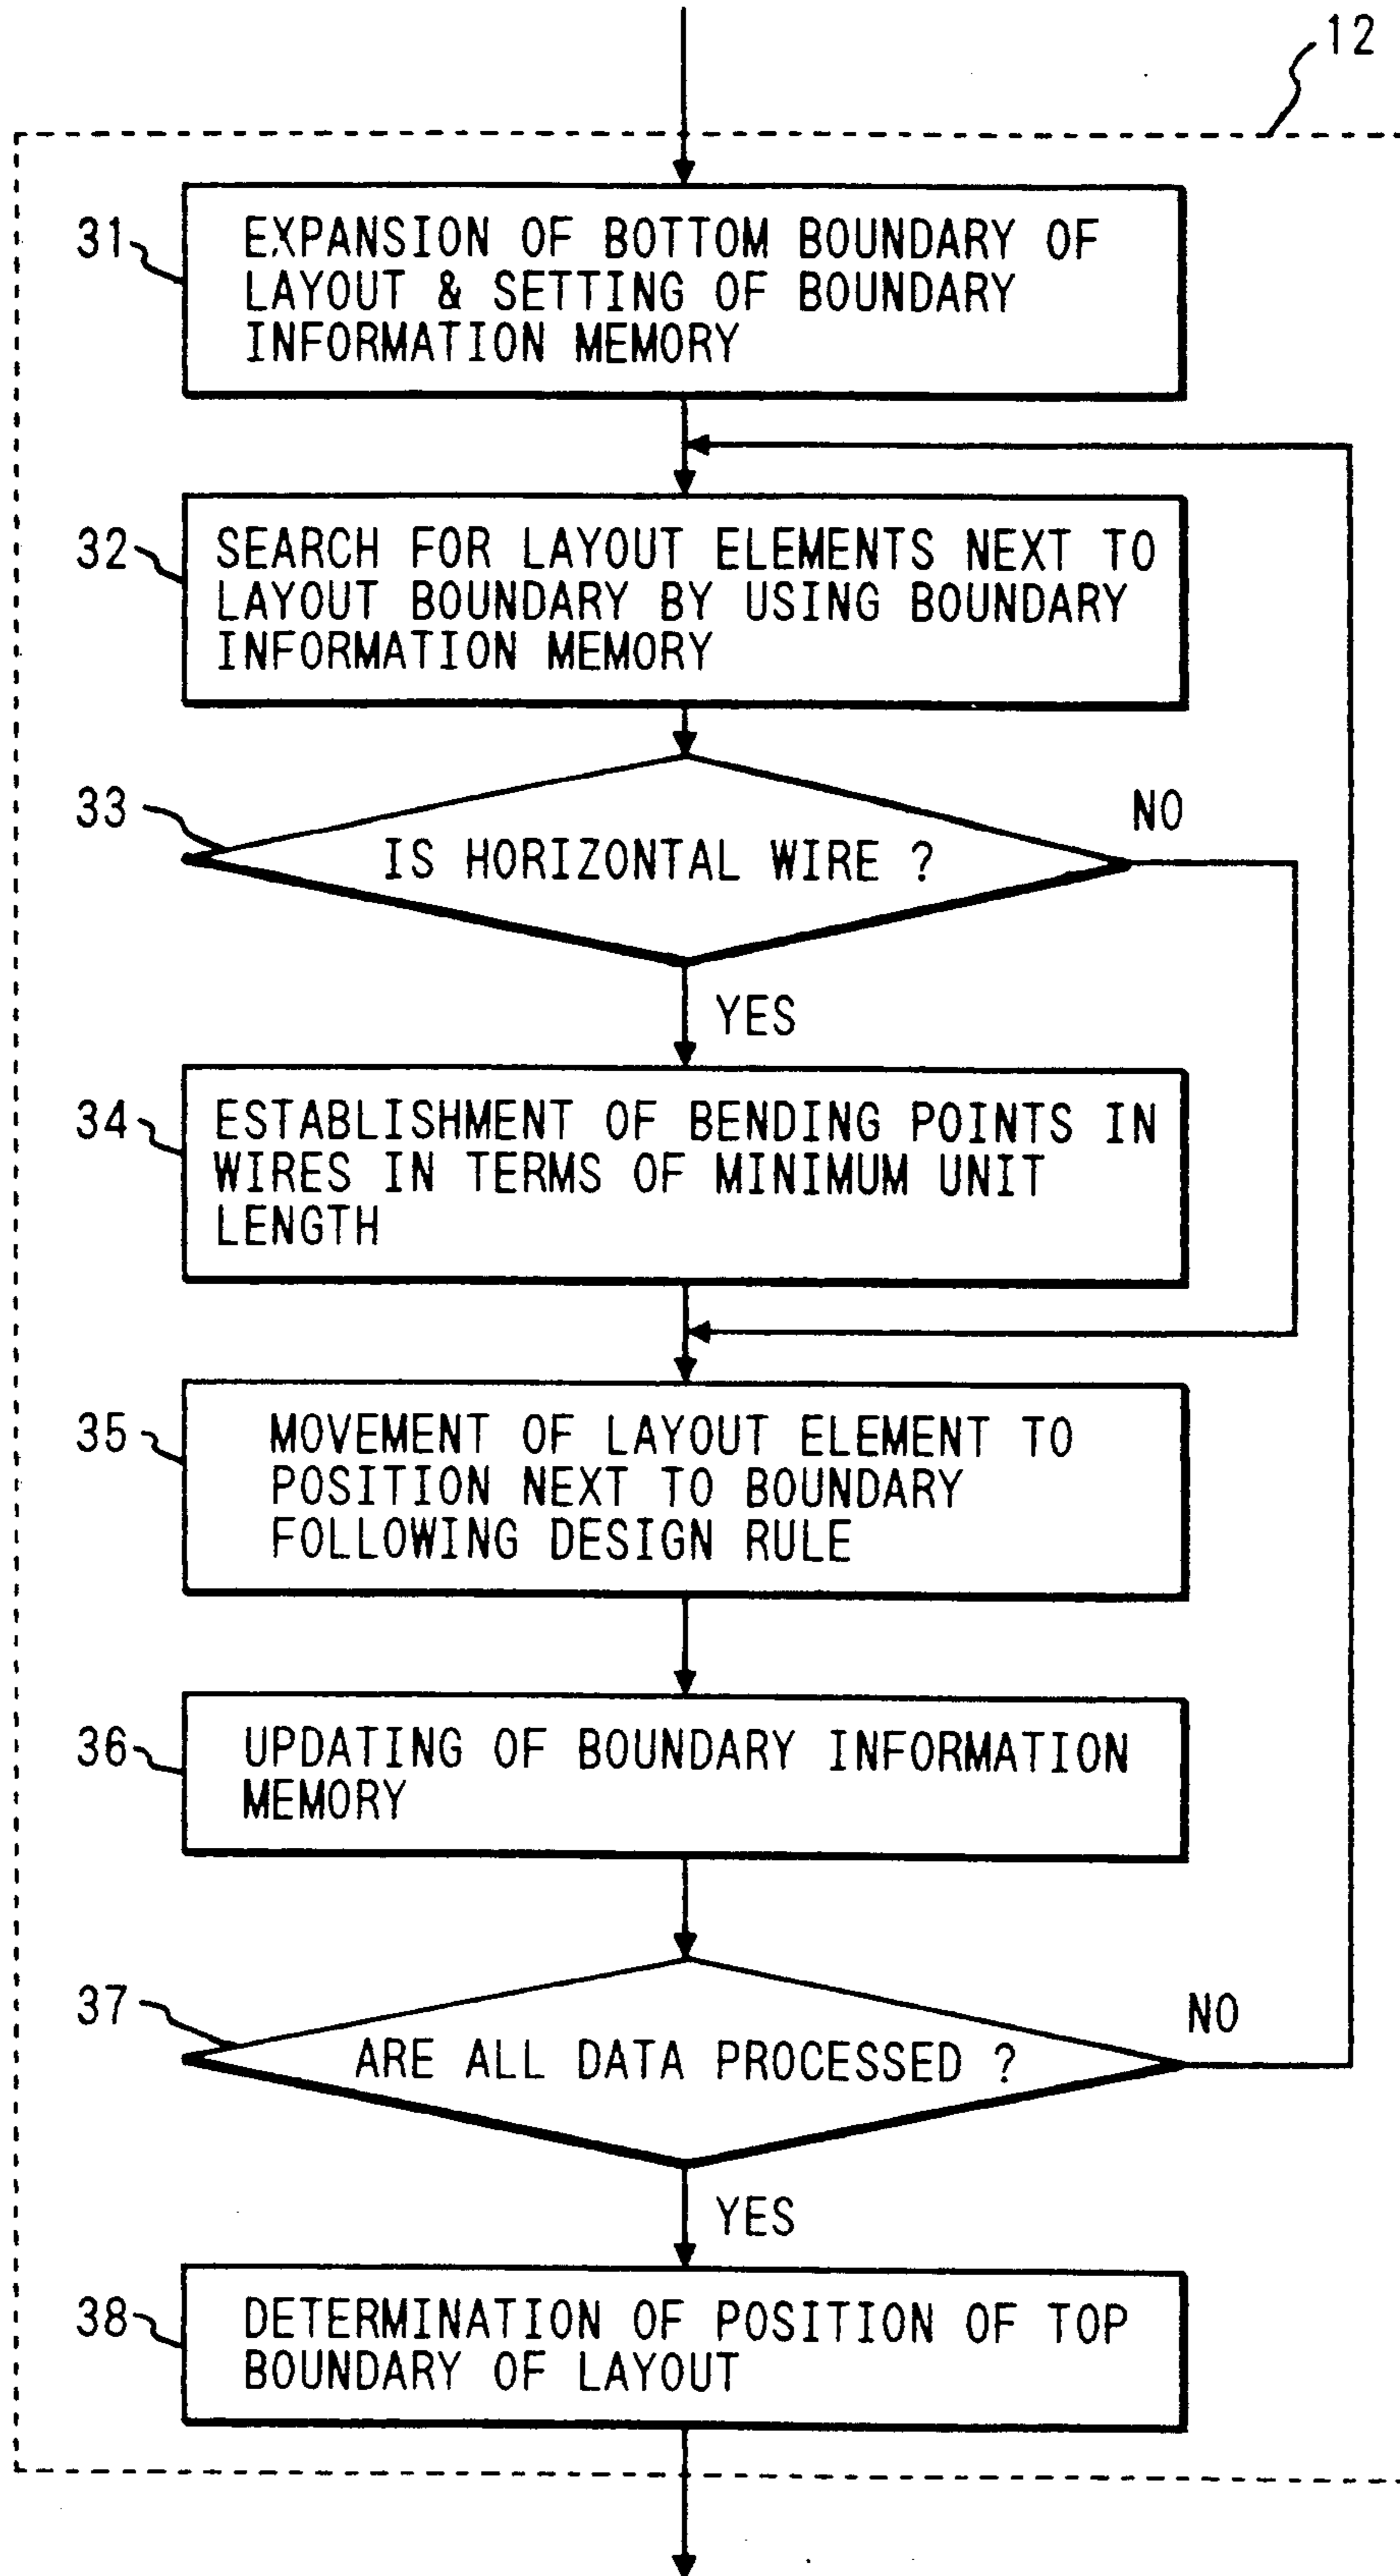 12
31
EXPANSION OF BOTTOM BOUNDARY OF
LAYOUT & SETTING OF BOUNDARY
INFORMATION MEMORY
32
SEARCH FOR LAYOUT ELEMENTS NEXT TO
LAYOUT BOUNDARY BY USING BOUNDARY
INFORMATION MEMORY
33
IS HORIZONTAL WIRE ?
NO
YES
34
ESTABLISHMENT OF BENDING POINTS IN
WIRES IN TERMS OF MINIMUM UNIT
LENGTH
35
MOVEMENT OF LAYOUT ELEMENT TO
POSITION NEXT TO BOUNDARY
FOLLOWING DESIGN RULE
36
UPDATING OF BOUNDARY INFORMATION
MEMORY
37
ARE ALL DATA PROCESSED ?
NO
YES
38
DETERMINATION OF POSITION OF TOP
BOUNDARY OF LAYOUT